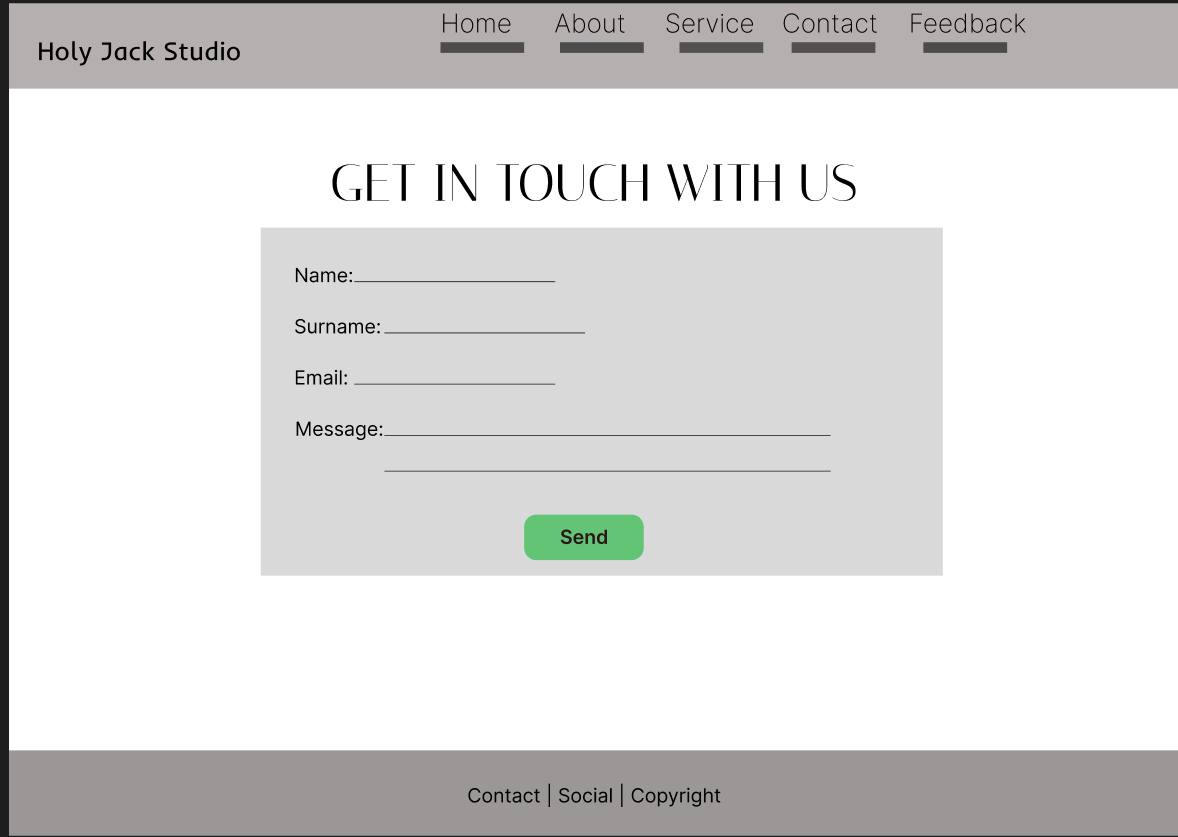 Home About Service Contact Feedback
Holy Jack Studio
GET IN TOUCH WITH US
Name:
Surname:
Email:
Message:
Send
Contact | Social | Copyright